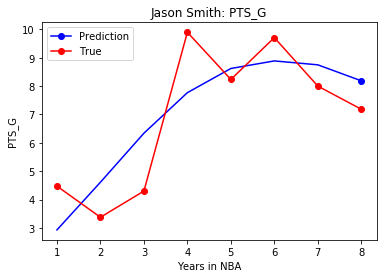 Jason Smith: PTS_G
Prediction
True
10
9
8
7
6
5
4
3
PTS_G
1 2 3 4 5 6 7 8
Years in NBA